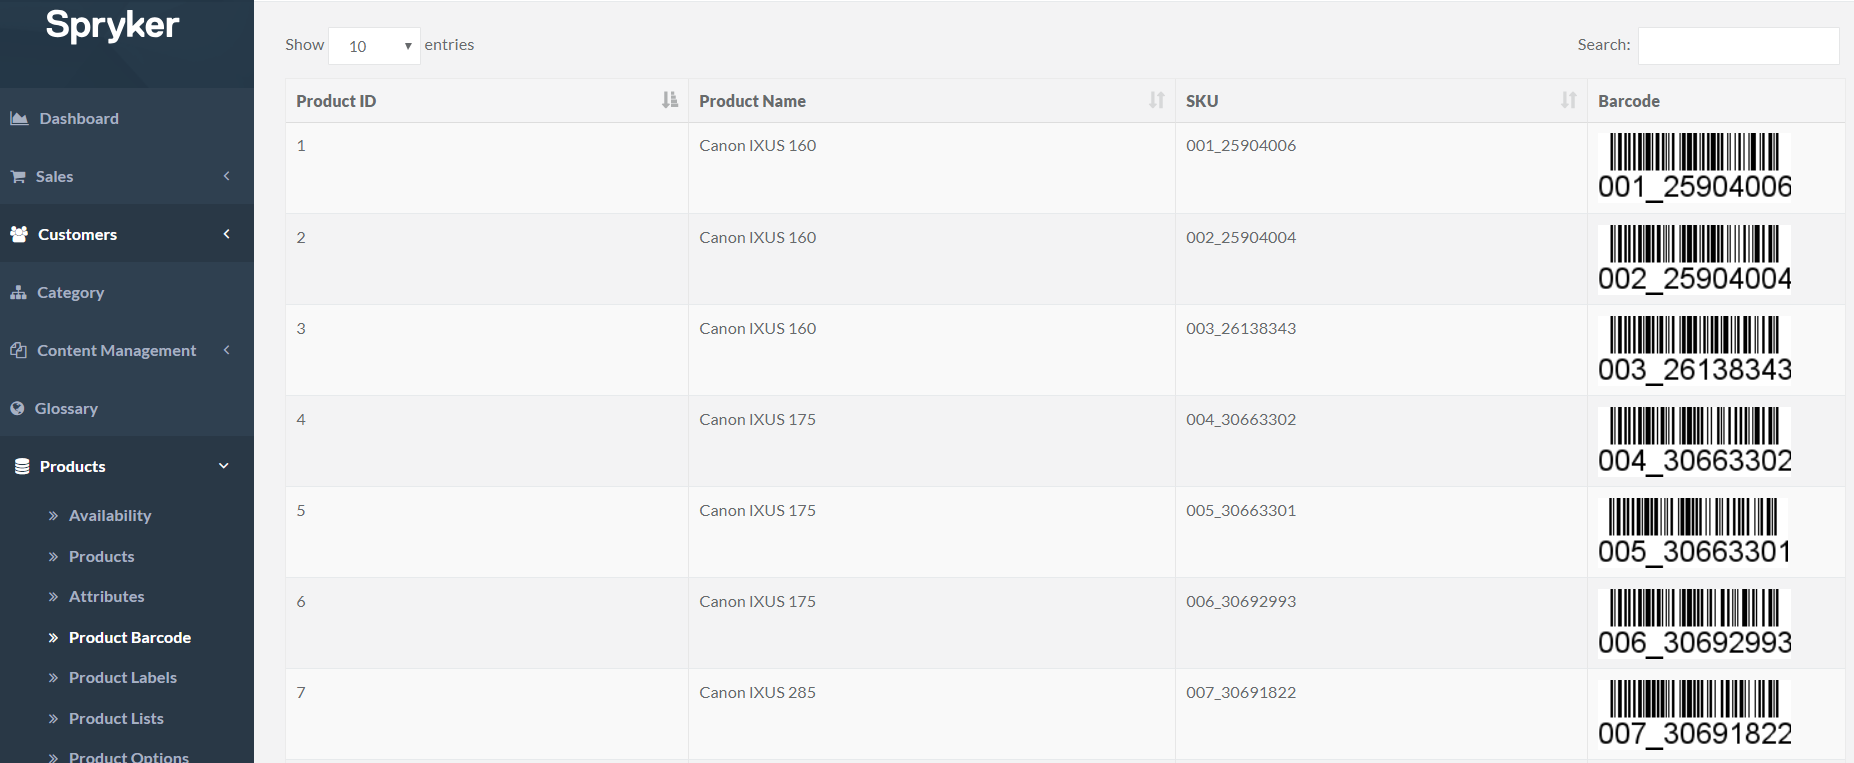 Spryker
Dashboard
Sales
Customers
Category
Content Management
Glossary
Products
Availability
Products
Attributes
Product Barcode
Product Labels
Product Lists
Product Options
Show 10 entries
Search:
Product ID Product Name SKU Barcode
1 Canon IXUS 160 001_25904006 001_25904006
2 Canon IXUS 160 002_25904004 002_25904004
3 Canon IXUS 160 003_26138343 003_26138343
4 Canon IXUS 175 004_30663302 004_30663302
5 Canon IXUS 175 005_30663301 005_30663301
6 Canon IXUS 175 006_30692993 006_30692993
7 Canon IXUS 285 007_30691822 007_30691822